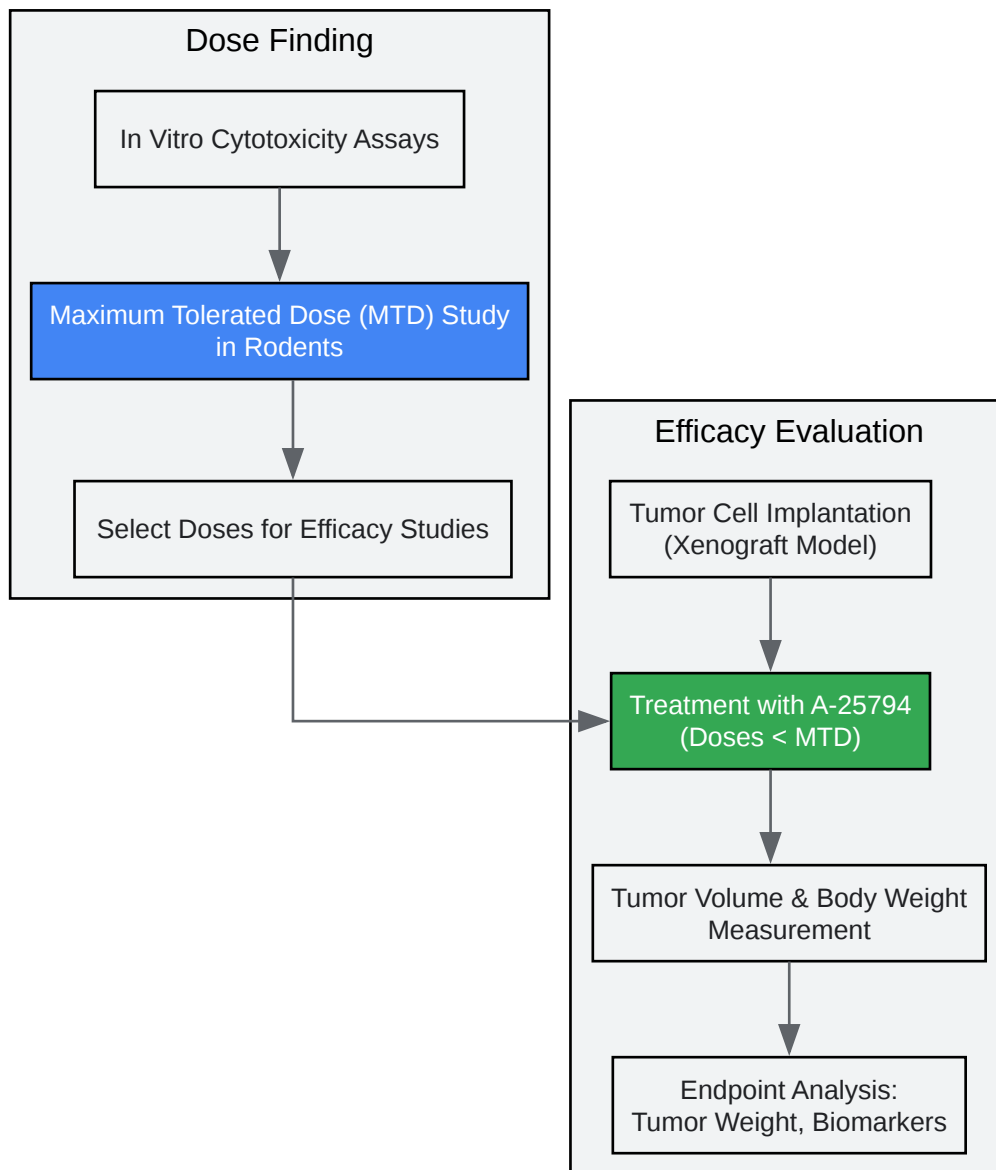 Dose Finding
In Vitro Cytotoxicity Assays
Maximum Tolerated Dose (MTD) Study
in Rodents
Select Doses for Efficacy Studies
Efficacy Evaluation
Tumor Cell Implantation
(Xenograft Model)
Treatment with A-25794
(Doses < MTD)
Tumor Volume & Body Weight
Measurement
Endpoint Analysis:
Tumor Weight, Biomarkers